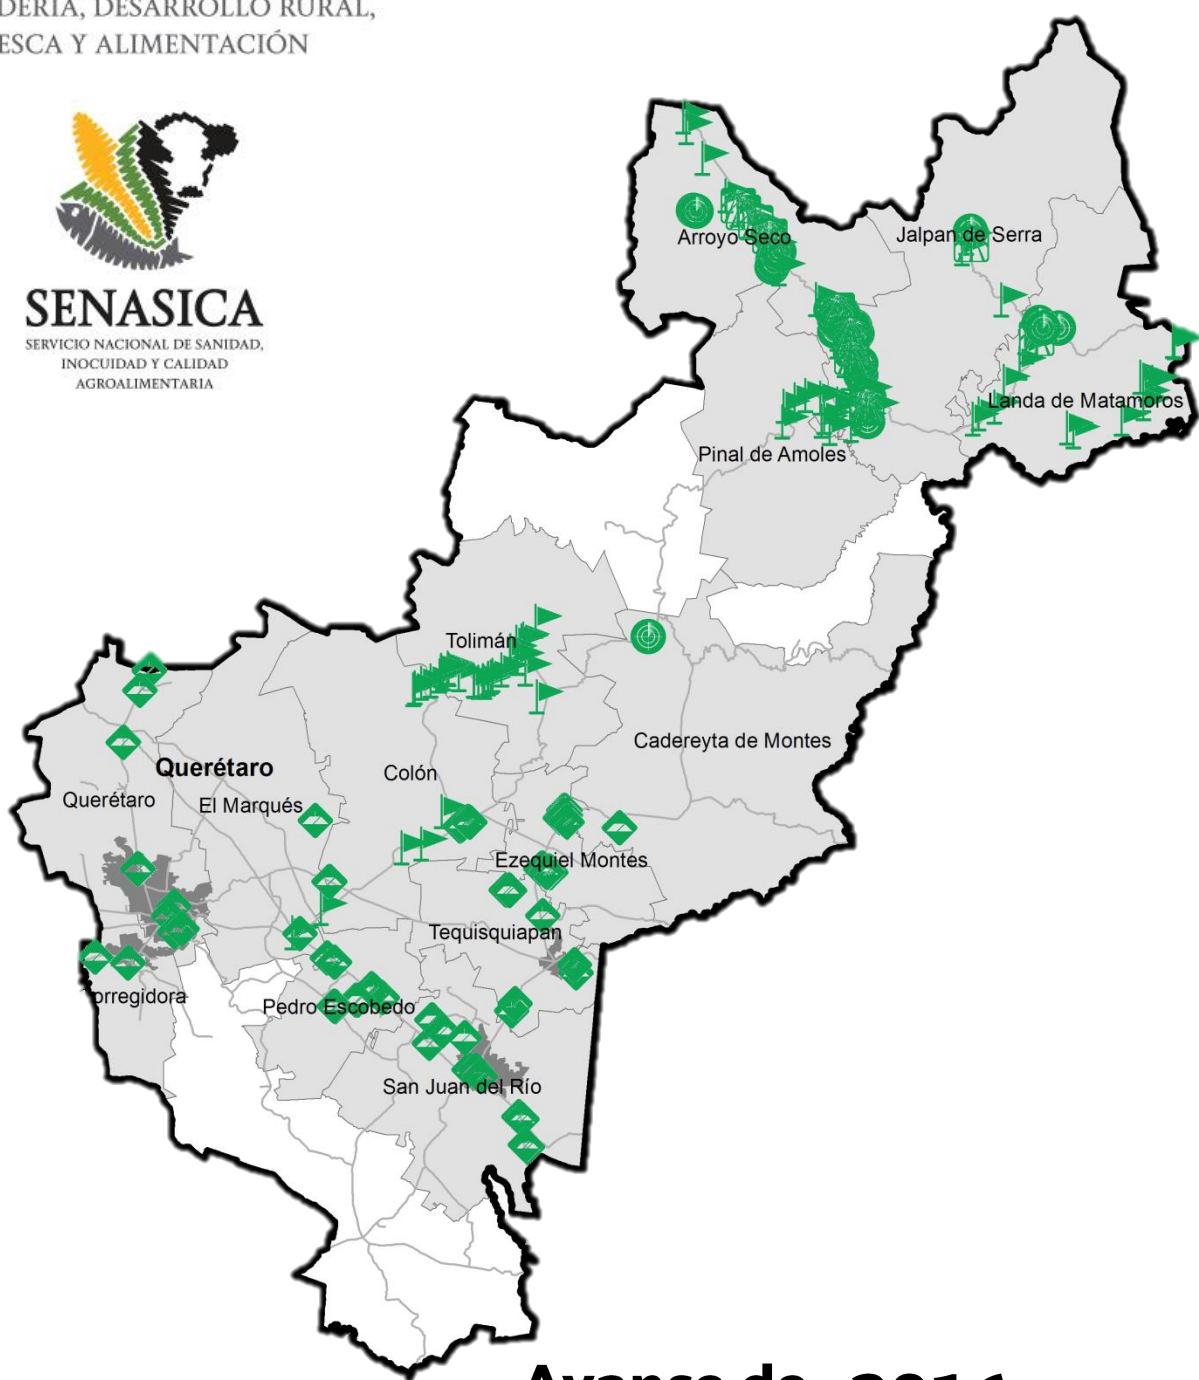 DERÍA, DESARROLLO RURAL,
ESCA Y ALIMENTACIÓN
SENASICA
SERVICIO NACIONAL DE SANIDAD,
INOCUIDAD Y CALIDAD
AGROALIMENTARIA
Arroyo Seco
Jalpan de Serra
Landa de Matamoros
Pinal de Amoles
Tolimán
Cadereyta de Montes
Querétaro
Colón
Querétaro
El Marqués
Ezequiel Montes
Tequisquiapan
orregidora
Pedro Escobedo
San Juan del Río